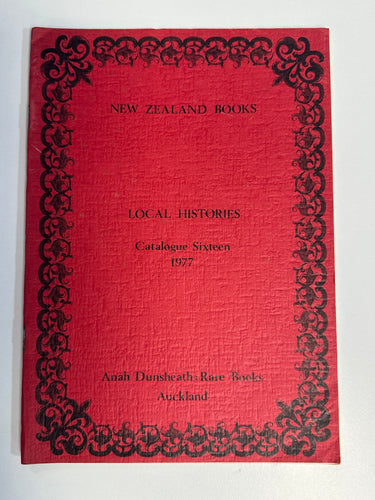 NEW ZEALAND BOOKS
LOCAL HISTORIES
Catalogue Sixteen
1977
Anah Dunsheath: Rare Books
Auckland